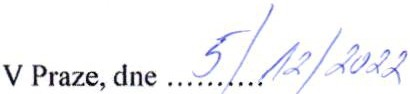 V Praze, dne .......... 5/12/2022